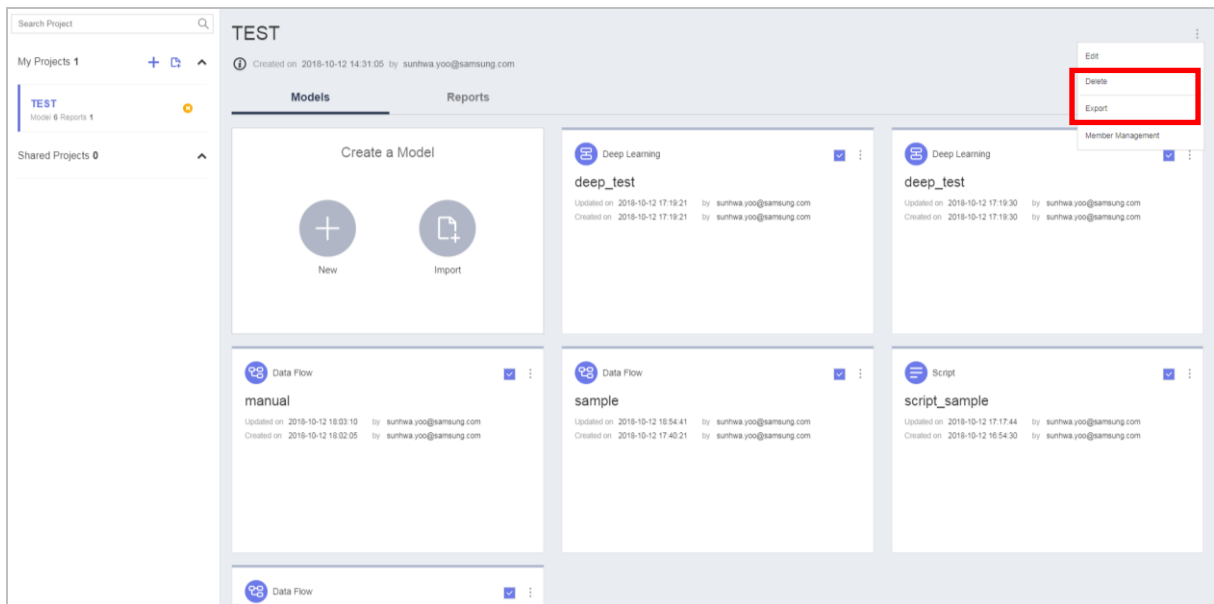 Search Project
My Projects 1
TEST
Model 6 Reports 1
Shared Projects 0
TEST
Created on 2018-10-12 14:31:05 by sunhwa.yoo@samsung.com
Edit
Delete
Export
Member Management
Models Reports
Create a Model
New Import
Deep Learning
deep_test
Updated on 2018-10-12 17:19:21 by sunhwa.yoo@samsung.com
Created on 2018-10-12 17:19:21 by sunhwa.yoo@samsung.com
Deep Learning
deep_test
Updated on 2018-10-12 17:19:30 by sunhwa.yoo@samsung.com
Created on 2018-10-12 17:19:30 by sunhwa.yoo@samsung.com
Data Flow
manual
Updated on 2018-10-12 18:03:10 by sunhwa.yoo@samsung.com
Created on 2018-10-12 18:02:05 by sunhwa.yoo@samsung.com
Data Flow
sample
Updated on 2018-10-12 18:54:41 by sunhwa.yoo@samsung.com
Created on 2018-10-12 17:40:21 by sunhwa.yoo@samsung.com
Script
script_sample
Updated on 2018-10-12 17:17:44 by sunhwa.yoo@samsung.com
Created on 2018-10-12 16:54:30 by sunhwa.yoo@samsung.com
Data Flow